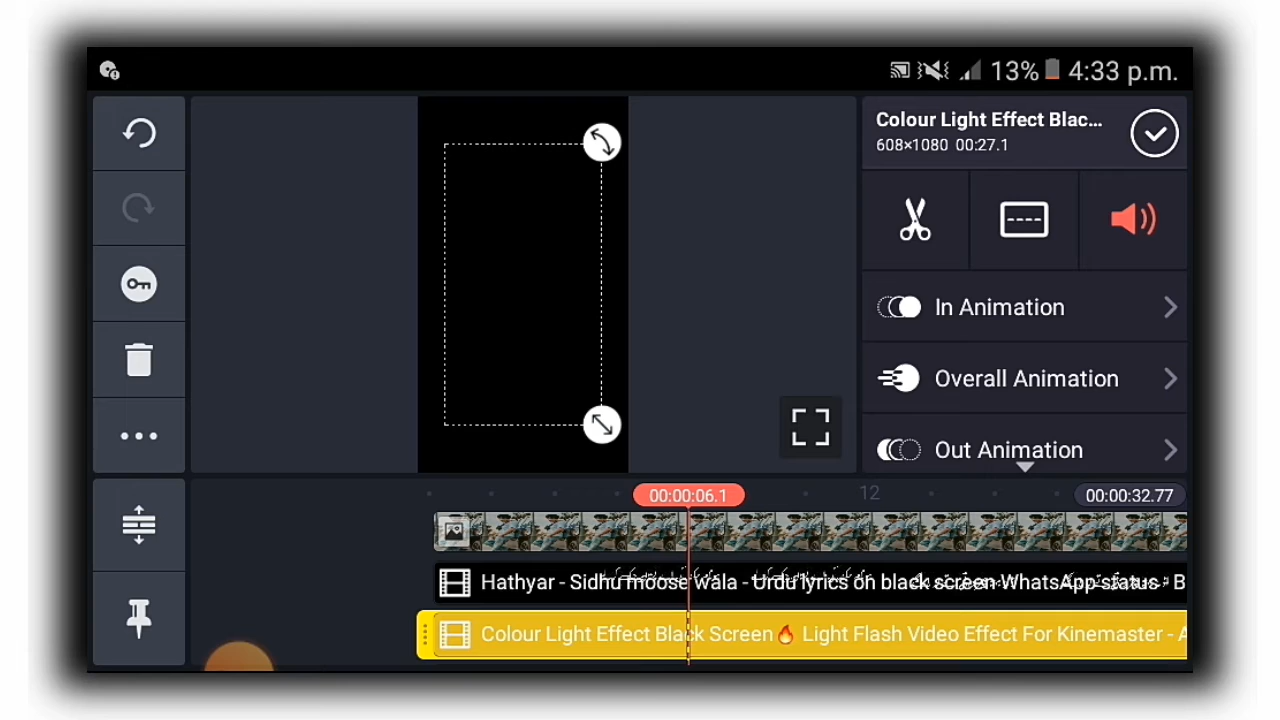 13% 4:33 p.m.
Colour Light Effect Blac...
608×1080 00:27.1
In Animation
Overall Animation
Out Animation
00:00:06.1
12
00:00:32.77
Hathyar - Sidhu moose wala - Urdu lyrics on black screen WhatsApp status - B
Colour Light Effect Black Screen🔥 Light Flash Video Effect For Kinemaster - A